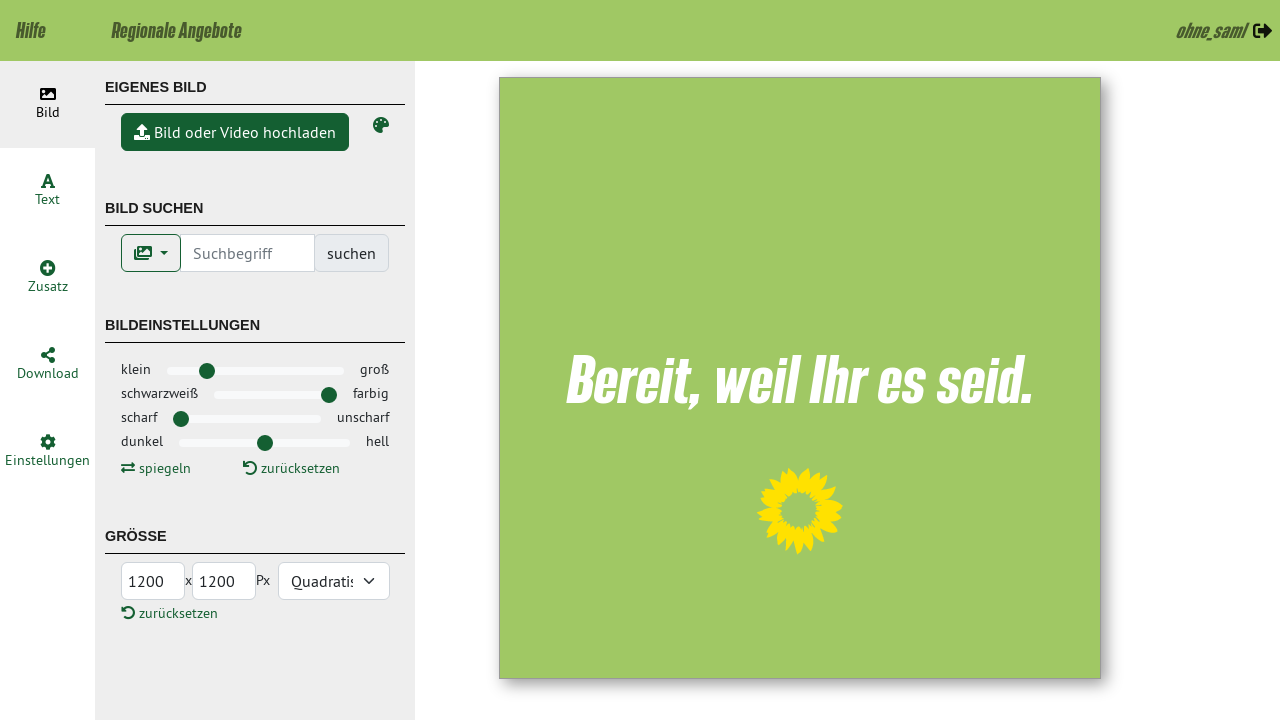 Hilfe
Regionale Angebote
ohne_saml
Bild
Text
Zusatz
Download
Einstellungen
EIGENES BILD
Bild oder Video hochladen
BILD SUCHEN
Suchbegriff
suchen
BILDEINSTELLUNGEN
klein groß
schwarzweiß farbig
scharf unscharf
dunkel hell
spiegeln zurücksetzen
GRÖSSE
1200 x 1200 Px Quadratis
zurücksetzen
Bereit, weil Ihr es seid.